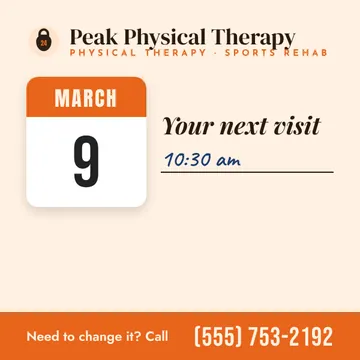 24
Peak Physical Therapy
PHYSICAL THERAPY · SPORTS REHAB
MARCH
9
Your next visit
10:30 am
Need to change it? Call (555) 753-2192